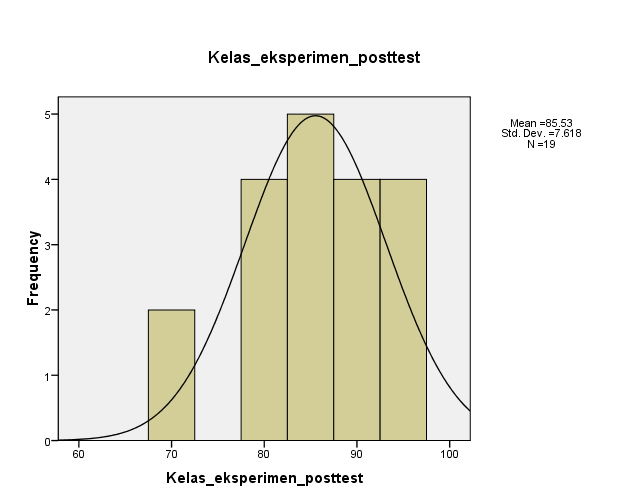 Kelas_eksperimen_posttest
Mean =85.53
Std. Dev. =7.618
N =19
Frequency
5
4
3
2
1
0
60 70 80 90 100
Kelas_eksperimen_posttest